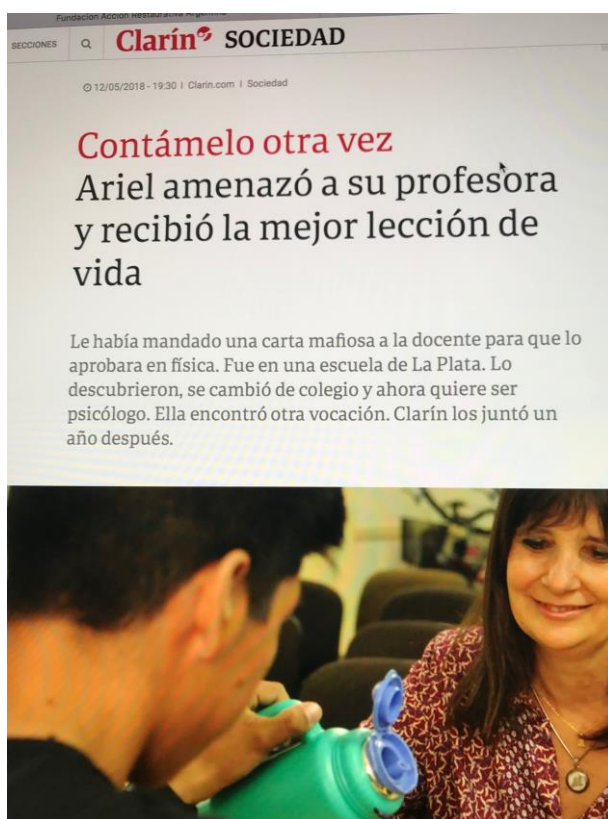 Fundacion Acción Restaurativa Argentina
SECCIONES
Clarín SOCIEDAD
12/05/2018 - 19:30 | Clarin.com | Sociedad
Contámelo otra vez
Ariel amenazó a su profesora
y recibió la mejor lección de
vida
Le había mandado una carta mafiosa a la docente para que lo
aprobara en física. Fue en una escuela de La Plata. Lo
descubrieron, se cambió de colegio y ahora quiere ser
psicólogo. Ella encontró otra vocación. Clarín los juntó un
año después.